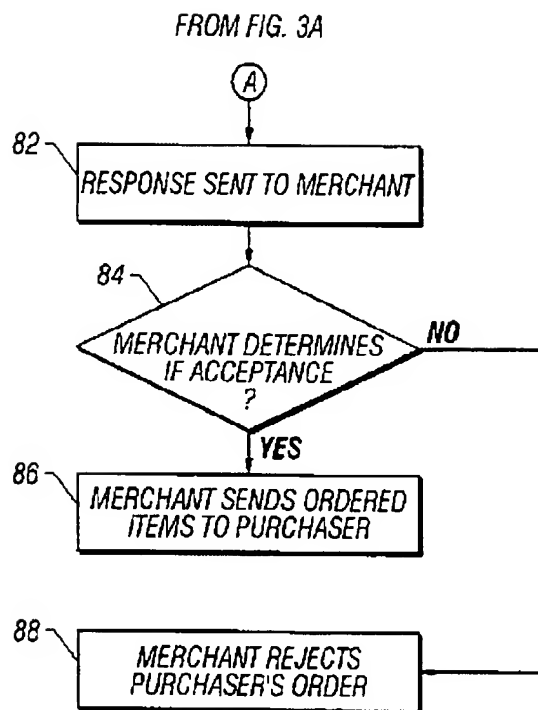 FROM FIG. 3A
A
82
RESPONSE SENT TO MERCHANT
84
MERCHANT DETERMINES
IF ACCEPTANCE
?
NO
YES
86
MERCHANT SENDS ORDERED
ITEMS TO PURCHASER
88
MERCHANT REJECTS
PURCHASER'S ORDER